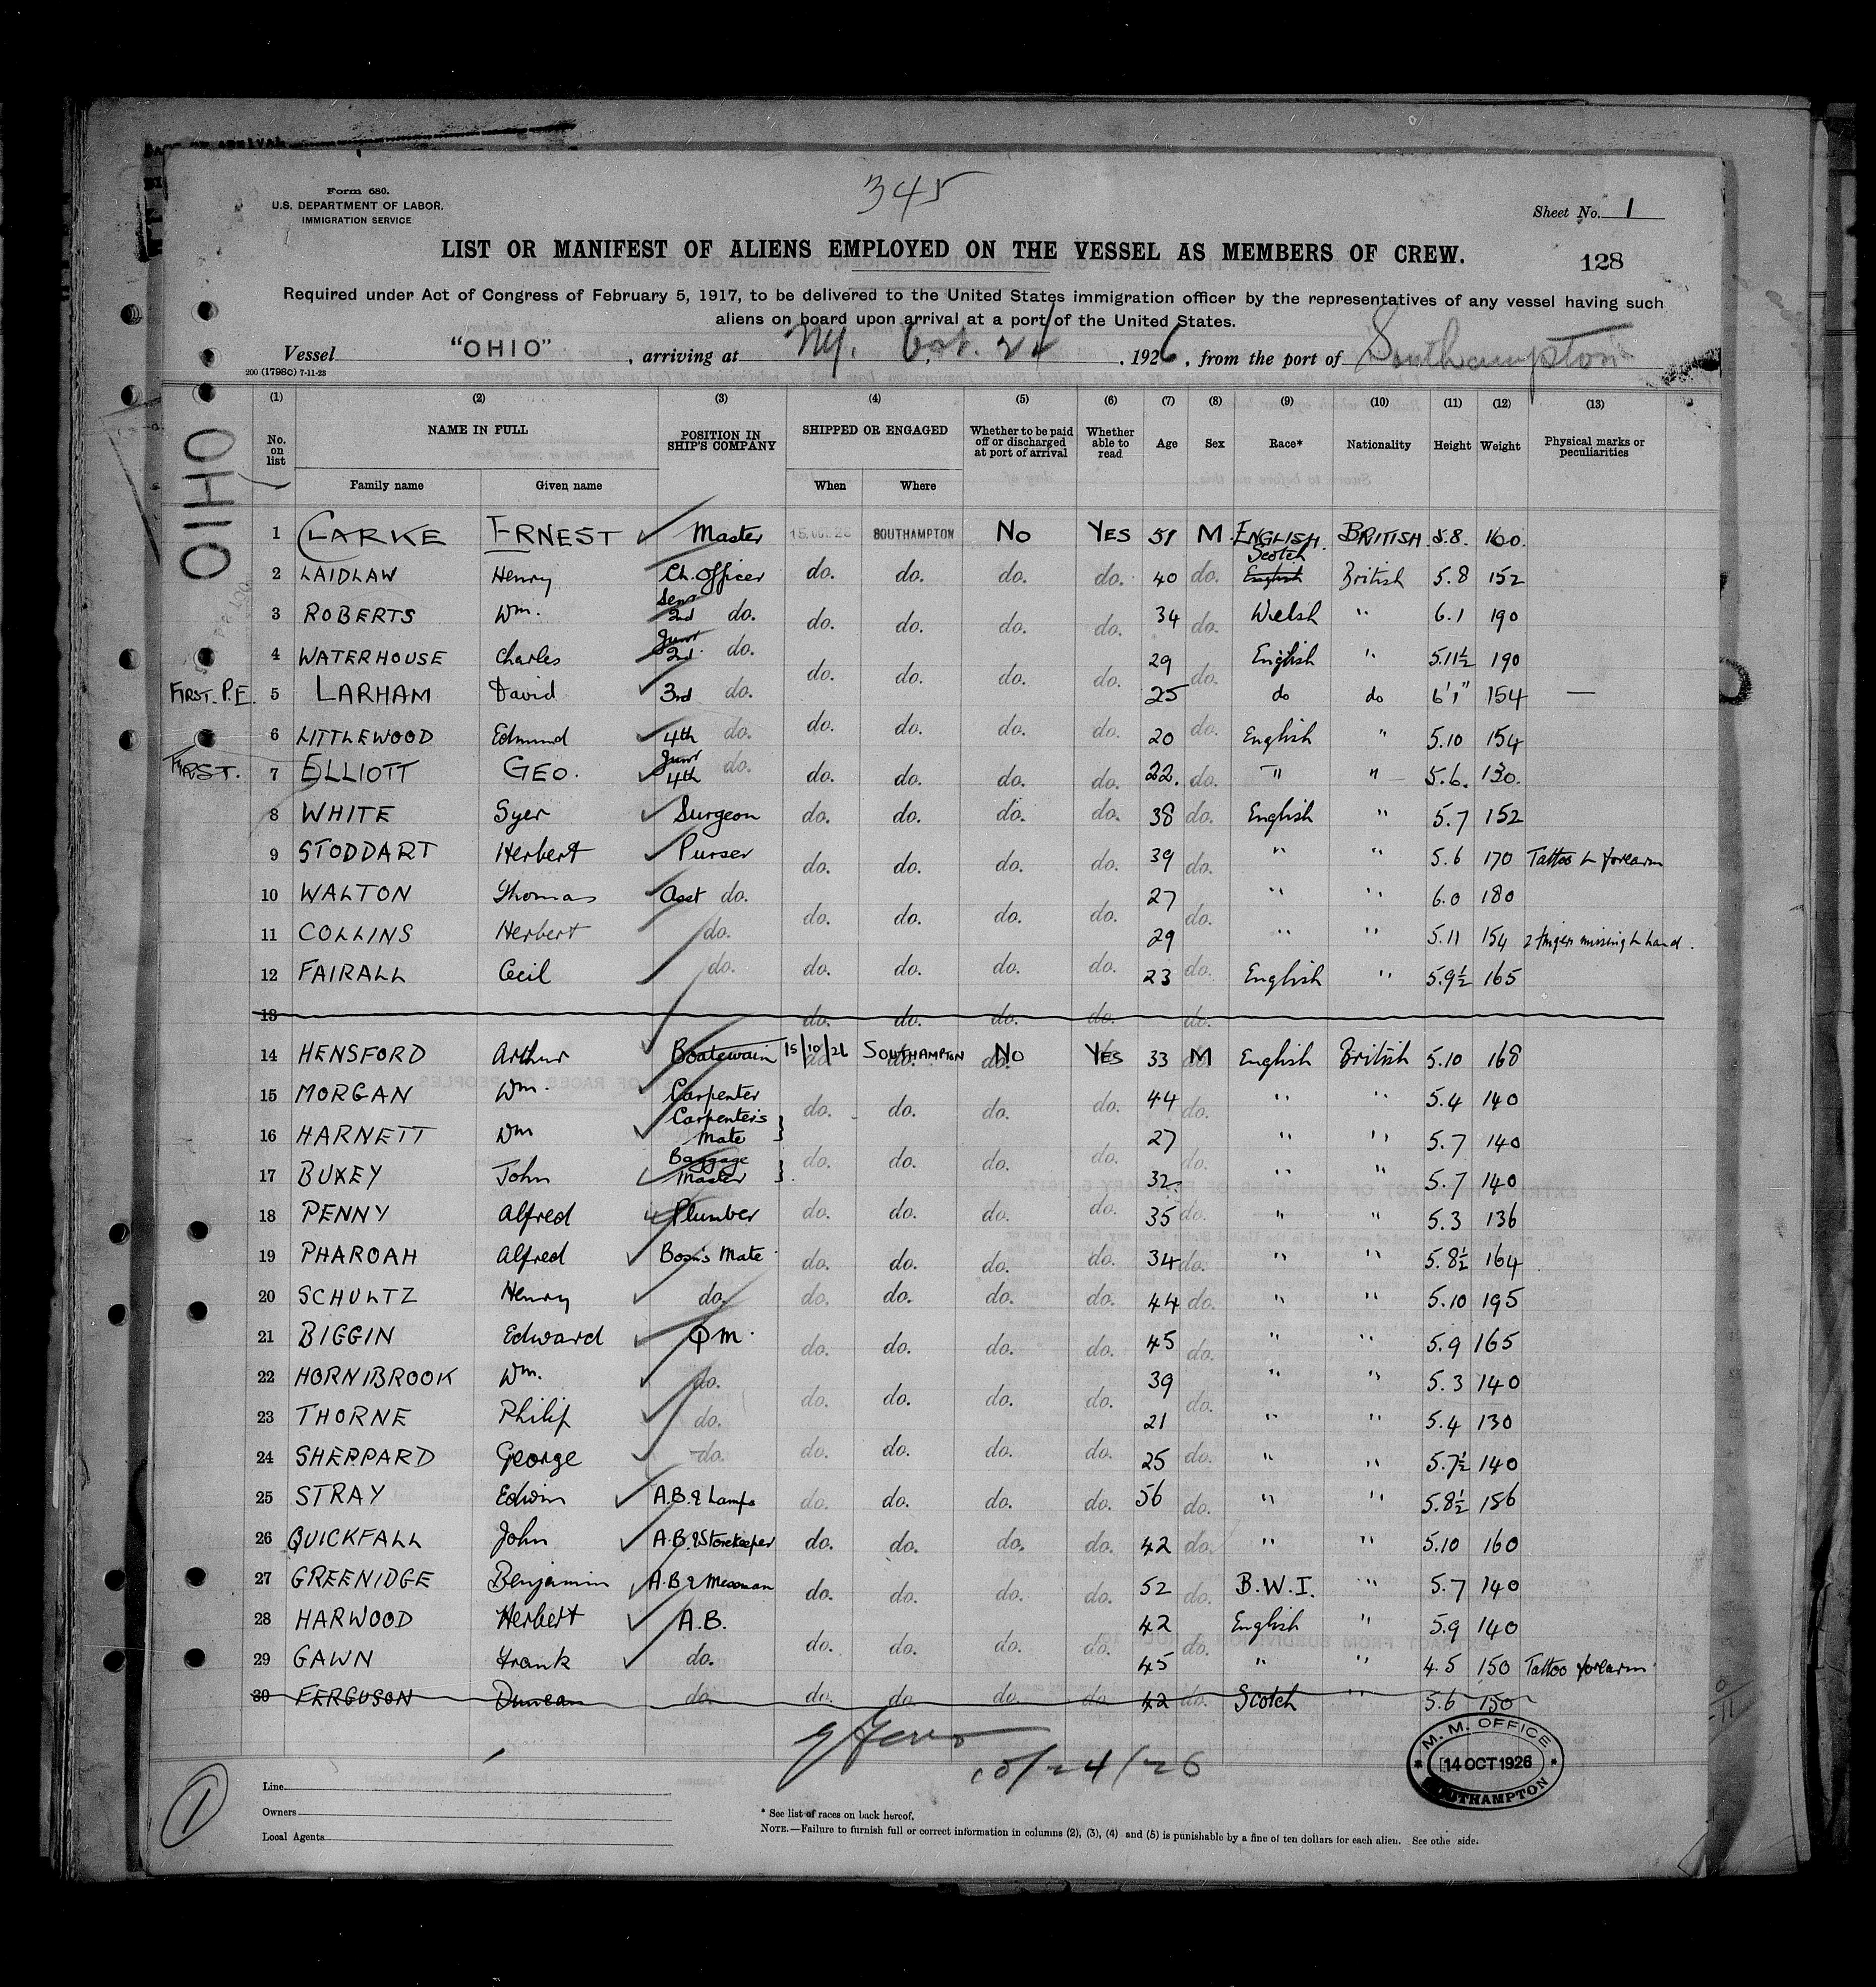 345
Form 680.
U.S. DEPARTMENT OF LABOR.
IMMIGRATION SERVICE
Sheet No. 1
LIST OR MANIFEST OF ALIENS EMPLOYED ON THE VESSEL AS MEMBERS OF CREW.
128
Required under Act of Congress of February 5, 1917, to be delivered to the United States immigration officer by the representatives of any vessel having such
aliens on board upon arrival at a port of the United States.
Vessel "OHIO", arriving at NY. Oct. 24, 1926, from the port of Southampton
200 (1798c) 7-11-23
OHIO
(1) (2) (3) (4) (5) (6) (7) (8) (9) (10) (11) (12) (13)
No. on list NAME IN FULL POSITION IN SHIP'S COMPANY SHIPPED OR ENGAGED Whether to be paid off or discharged at port of arrival Whether able to read Age Sex Race* Nationality Height Weight Physical marks or peculiarities
Family name Given name When Where
1 CLARKE ERNEST Master SOUTHAMPTON No YES 51 M ENGLISH. BRITISH 5.8. 160.
2 LAIDLAW Henry Ch. Officer do. do. do. do. 40 do. Scotch English British 5.8 152
3 ROBERTS Wm. Senr 2nd do. do. do. do. do. 34 do. Welsh " 6.1 190
4 WATERHOUSE Charles Junr 2nd do. do. do. do. do. 29 do. English " 5.11½ 190
FIRST. P.E. 5 LARHAM David 3rd do. 25 do do 6'1" 154 —
6 LITTLEWOOD Edmund 4th do. do. do. do. do. 20 do. English " 5.10 154
FIRST. 7 ELLIOTT GEO. Junr 4th do. do. do. do. do. 22. do. " " 5.6. 130.
8 WHITE Syer Surgeon do. do. do. do. 38 do. English " 5.7 152
9 STODDART Herbert Purser do. do. do. do. 39 do. " " 5.6 170 Tattoo L forearm
10 WALTON Thomas Asst do. do. do. do. do. 27 do. " " 6.0 180
11 COLLINS Herbert do. 29 " " 5.11 154 2 fingers missing L hand.
12 FAIRALL Cecil do. do. do. do. do. 23 do. English " 5.9½ 165
13 do. do. do. do. do.
14 HENSFORD Arthur Boatswain 15/10/26 SOUTHAMPTON No YES 33 M English British 5.10 168
15 MORGAN Wm. Carpenter do. do. do. do. 44 do. " " 5.4 140
16 HARNETT Wm Carpenter's Mate } do. do. do. do. 27 do. " " 5.7 140
17 BUXEY John Baggage Master } 32. " " 5.7 140
18 PENNY Alfred Plumber do. do. do. do. 35 do. " " 5.3 136
19 PHAROAH Alfred Bosn's Mate do. do. do. do. 34 do. " " 5.8½ 164
20 SCHULTZ Henry do. do. do. do. do. 44 do. " " 5.10 195
21 BIGGIN Edward QM. do. do. do. do. 45 do. " " 5.9 165
22 HORNIBROOK Wm. do. do. do. do. do. 39 do. " " 5.3 140
23 THORNE Philip do. 21 " " 5.4 130
24 SHEPPARD George do. do. do. do. do. 25 do. " " 5.7½ 140
25 STRAY Edwin A.B. & Lamps do. do. do. do. 56 do. " " 5.8½ 156
26 QUICKFALL John A.B. & Storekeeper do. do. do. do. 42 do. " " 5.10 160
27 GREENIDGE Benjamin A.B. & Messman do. do. do. do. 52 do. B.W.I. " 5.7 140
28 HARWOOD Herbert A.B. do. do. do. do. 42 do. English " 5.9 140
29 GAWN Frank do. 45 " " 4.5 150 Tattoo forearm
30 FERGUSON Duncan do. do. do. do. do. 42 do. Scotch " 5.6 150
10/24/26
M. M. OFFICE
14 OCT 1926
SOUTHAMPTON
1
Line
Owners
Local Agents
* See list of races on back hereof.
NOTE.—Failure to furnish full or correct information in columns (2), (3), (4) and (5) is punishable by a fine of ten dollars for each alien. See othe side.